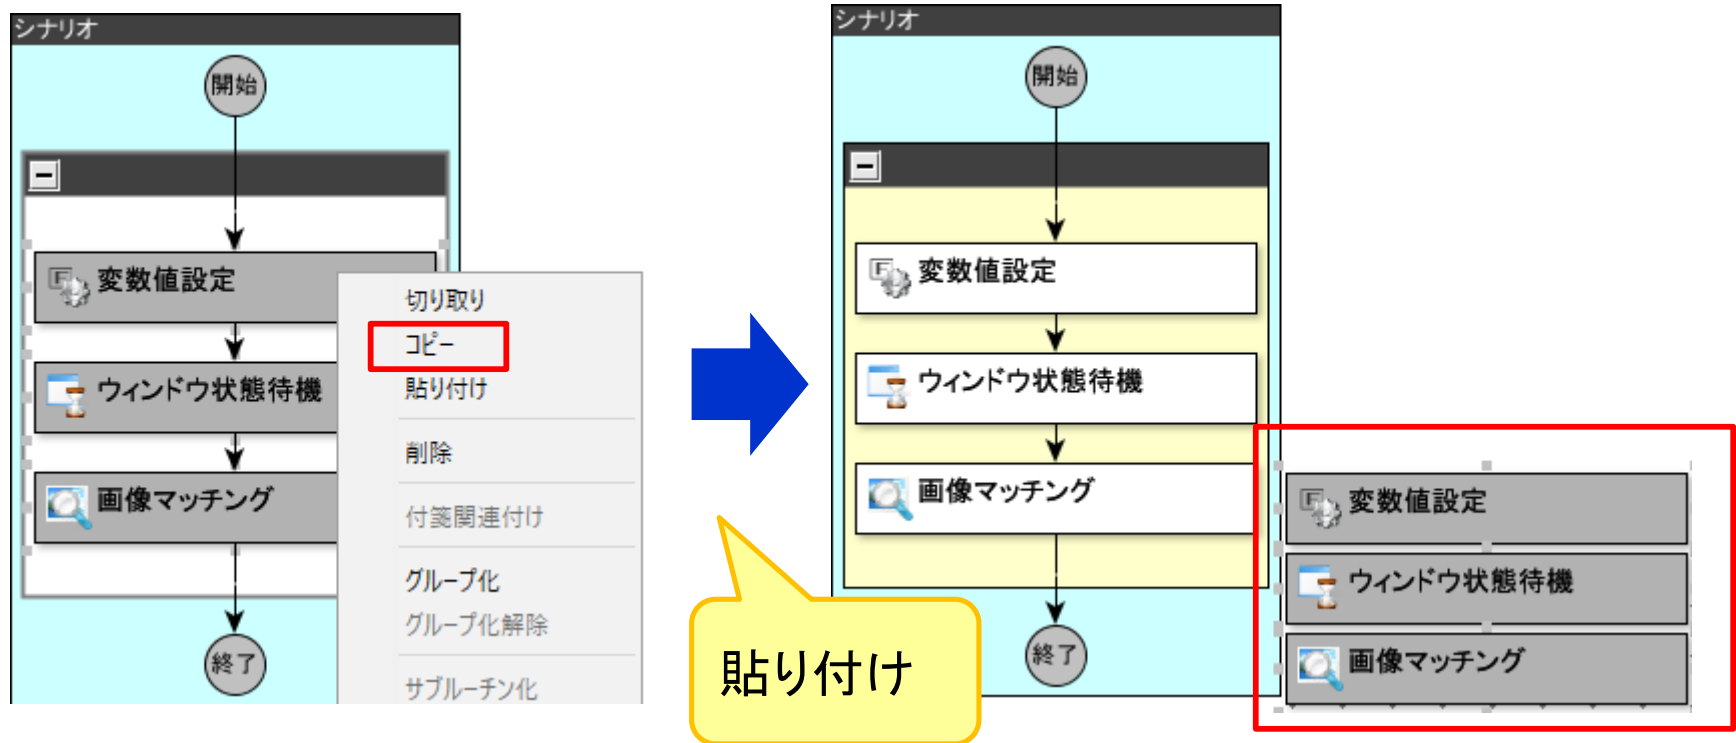 シナリオ
開始
変数値設定
ウィンドウ状態待機
画像マッチング
終了
切り取り
コピー
貼り付け
削除
付箋関連付け
グループ化
グループ化解除
サブルーチン化
貼り付け
シナリオ
開始
変数値設定
ウィンドウ状態待機
画像マッチング
終了
変数値設定
ウィンドウ状態待機
画像マッチング